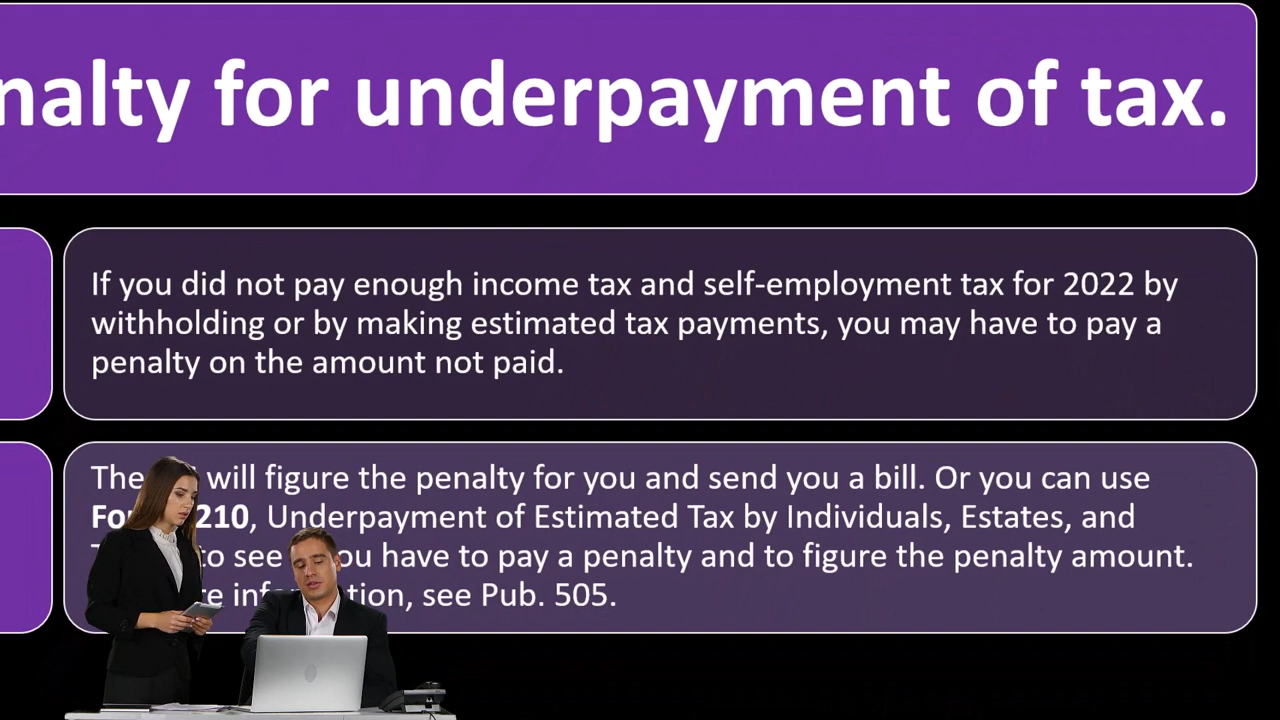 nalty for underpayment of tax.
If you did not pay enough income tax and self-employment tax for 2022 by
withholding or by making estimated tax payments, you may have to pay a
penalty on the amount not paid.
The will figure the penalty for you and send you a bill. Or you can use
210, Underpayment of Estimated Tax by Individuals, Estates, and
to see you have to pay a penalty and to figure the penalty amount.
see Pub. 505.